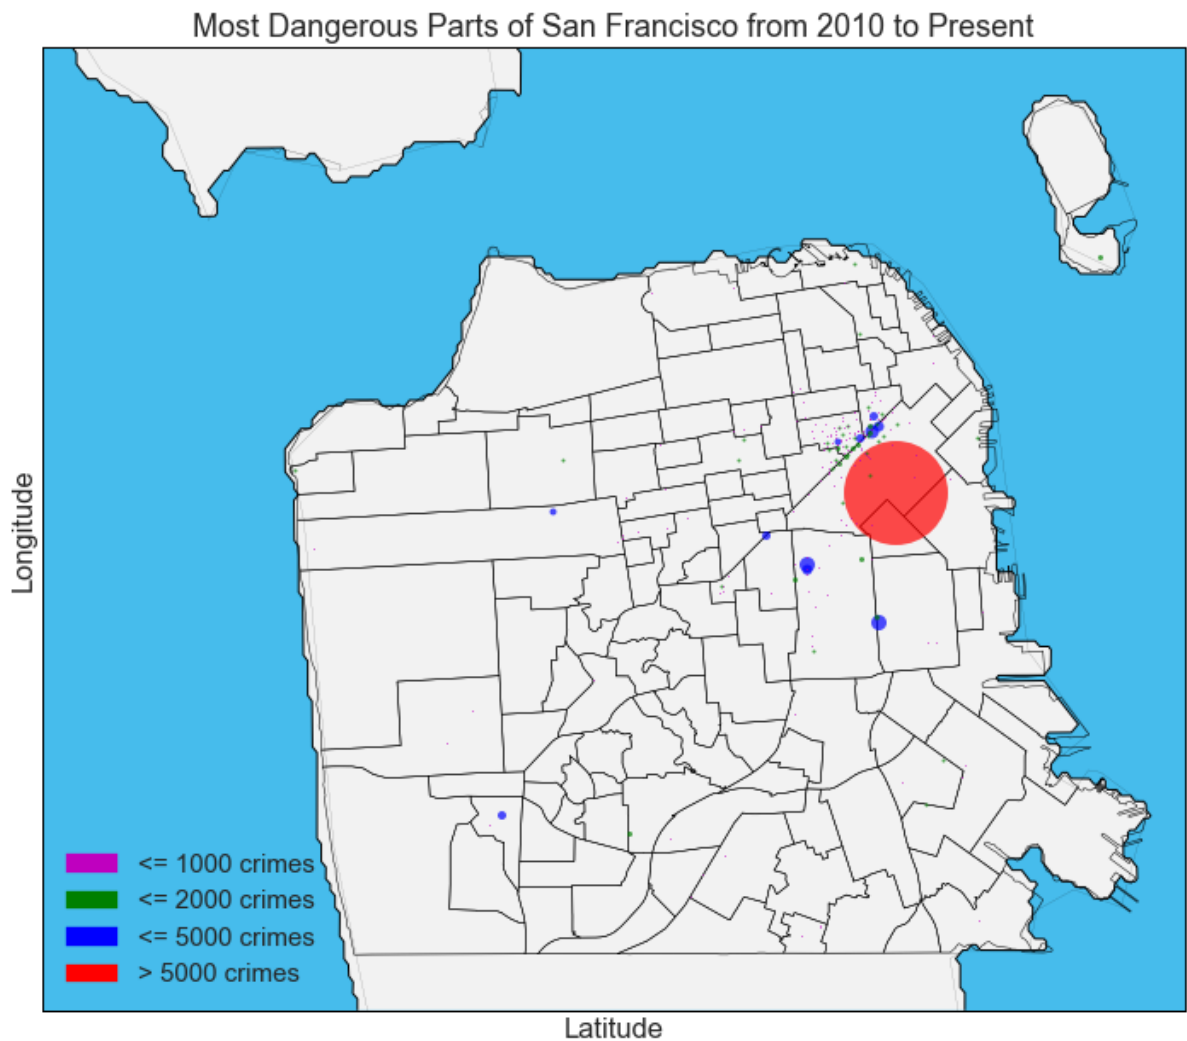 Most Dangerous Parts of San Francisco from 2010 to Present
Longitude
<= 1000 crimes
<= 2000 crimes
<= 5000 crimes
> 5000 crimes
Latitude